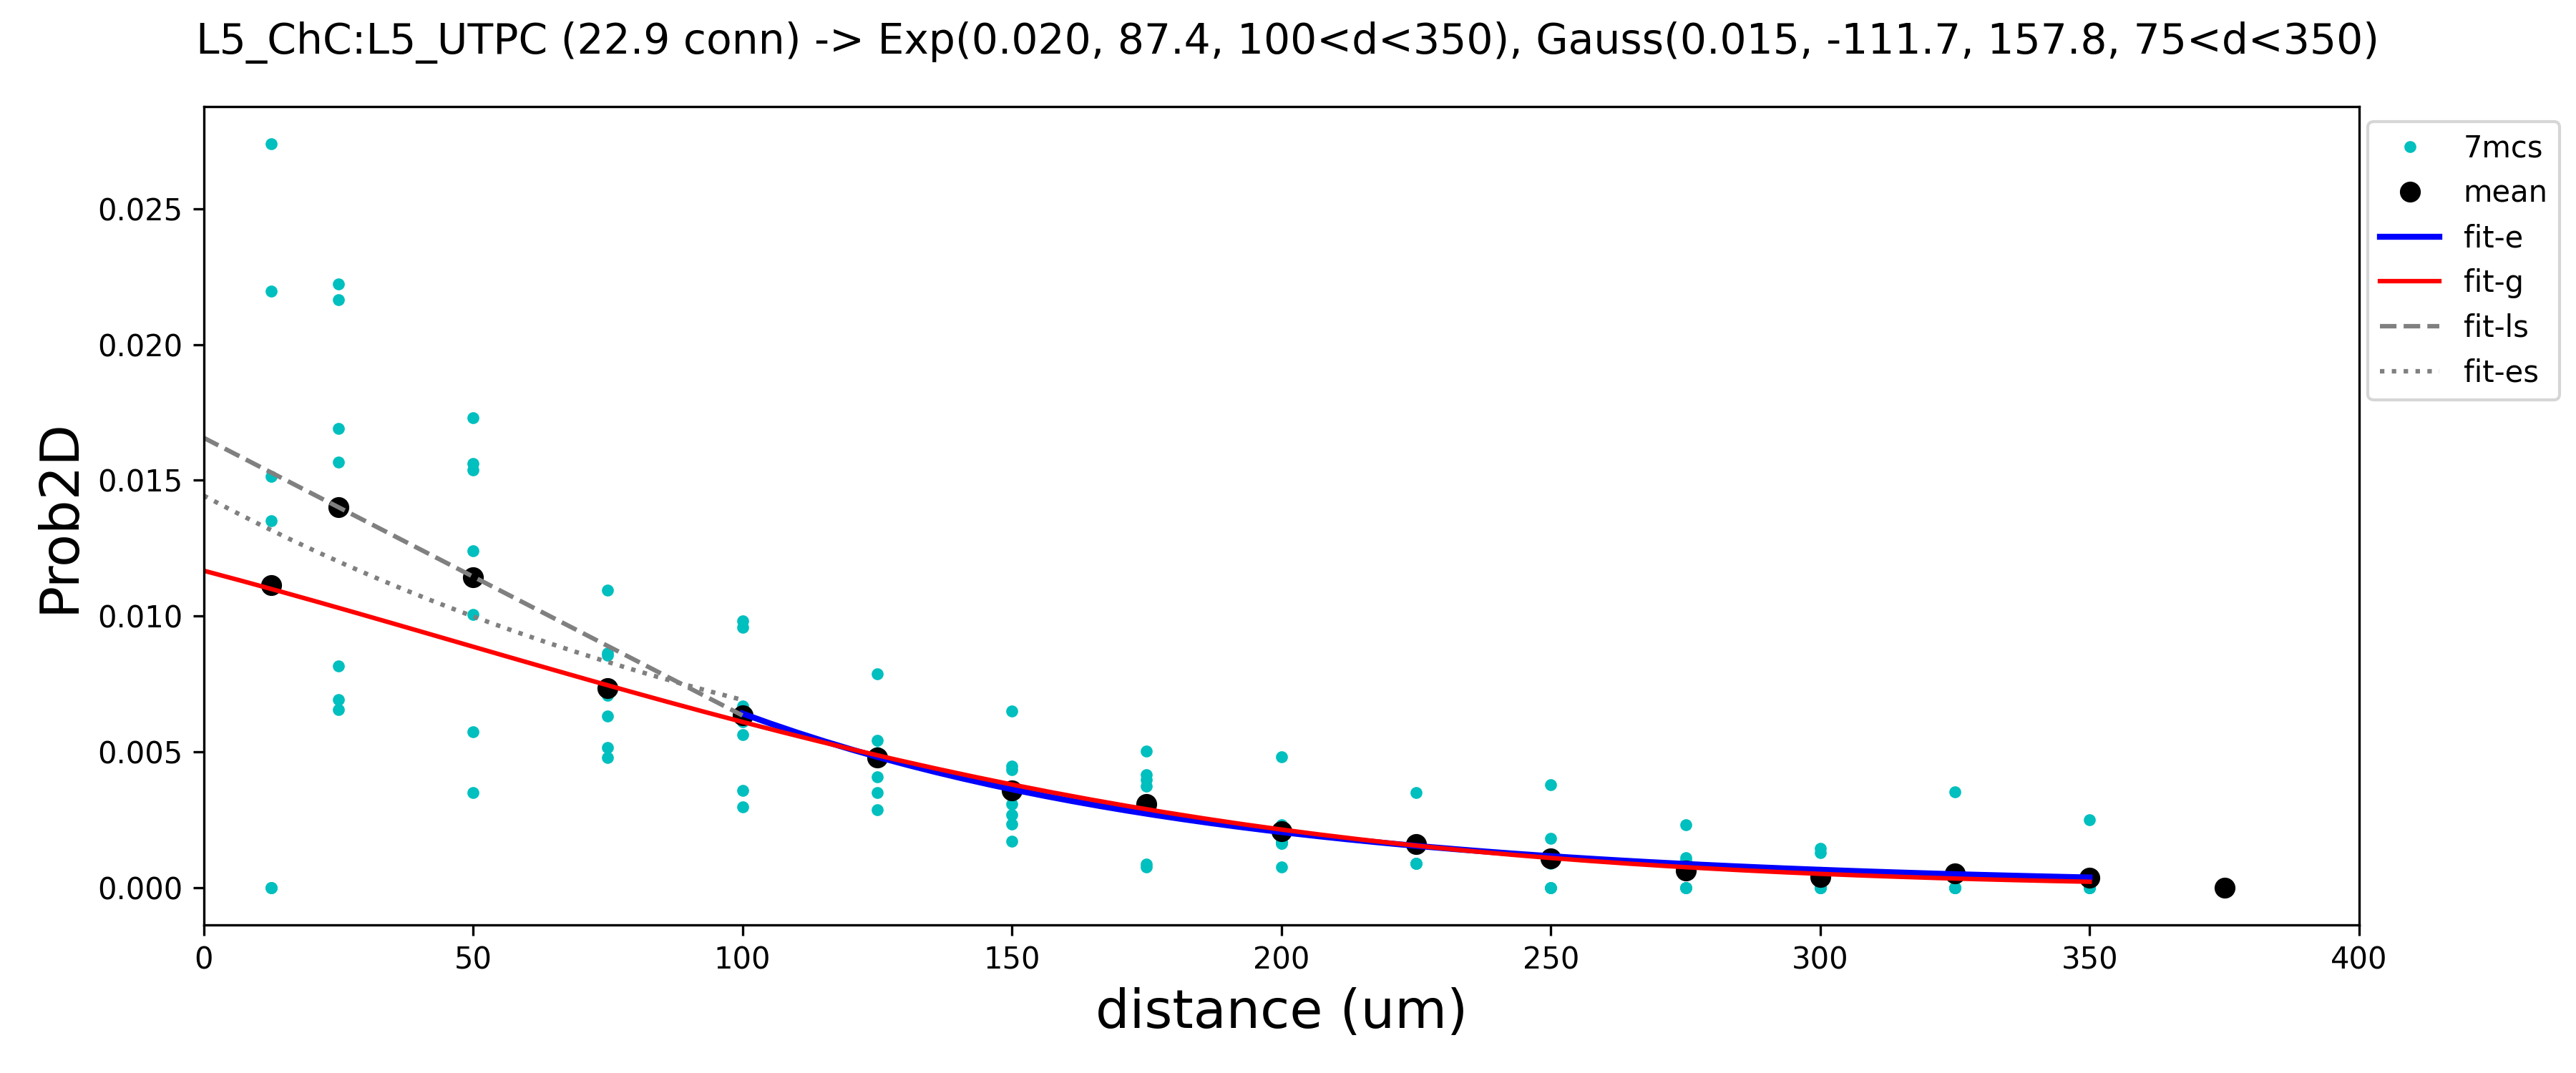 L5_ChC:L5_UTPC (22.9 conn) -> Exp(0.020, 87.4, 100<d<350), Gauss(0.015, -111.7, 157.8, 75<d<350)
7mcs
mean
fit-e
fit-g
fit-ls
fit-es
Prob2D
0.025
0.020
0.015
0.010
0.005
0.000
0 50 100 150 200 250 300 350 400
distance (um)